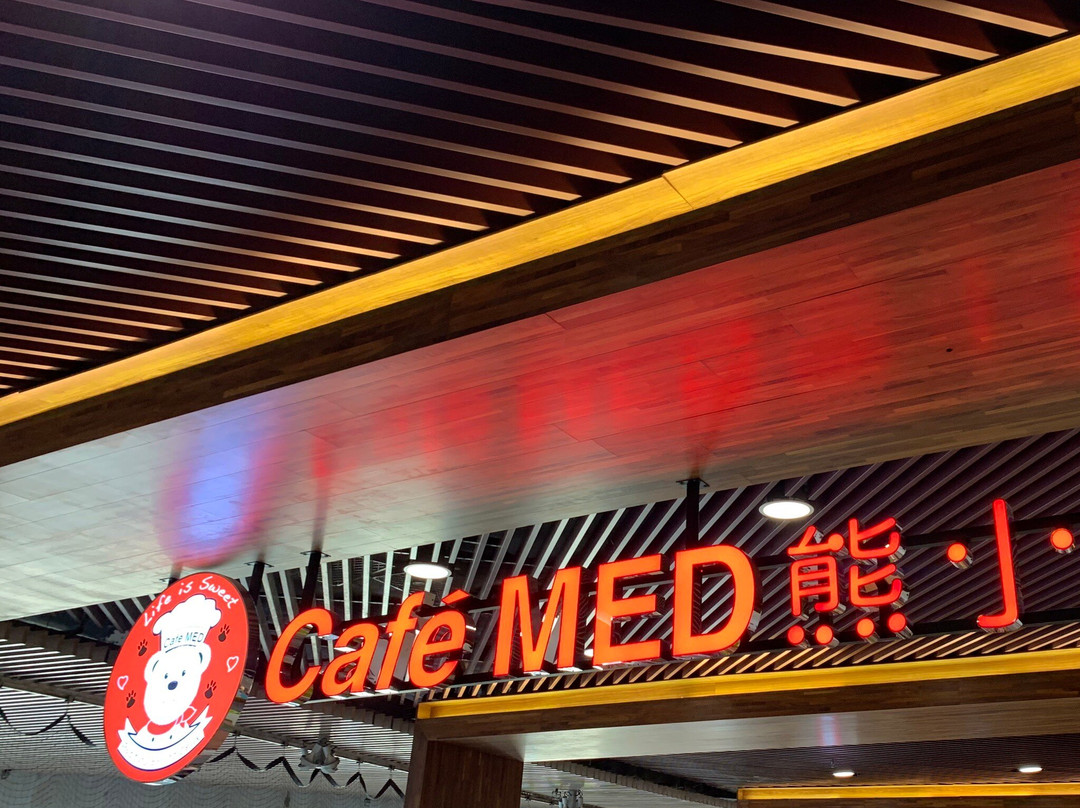 Life is Sweet
Café MED
Café MED 熊小